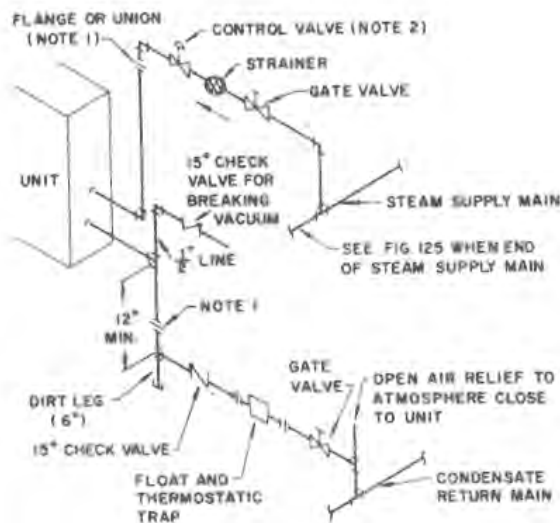 FLANGE OR UNION
(NOTE 1)
CONTROL VALVE (NOTE 2)
STRAINER
GATE VALVE
UNIT
15° CHECK
VALVE FOR
BREAKING
VACUUM
STEAM SUPPLY MAIN
SEE FIG. 125 WHEN END
OF STEAM SUPPLY MAIN
½" LINE
12"
MIN.
NOTE 1
DIRT LEG
(6")
15° CHECK VALVE
FLOAT AND
THERMOSTATIC
TRAP
GATE
VALVE
OPEN AIR RELIEF TO
ATMOSPHERE CLOSE
TO UNIT
CONDENSATE
RETURN MAIN